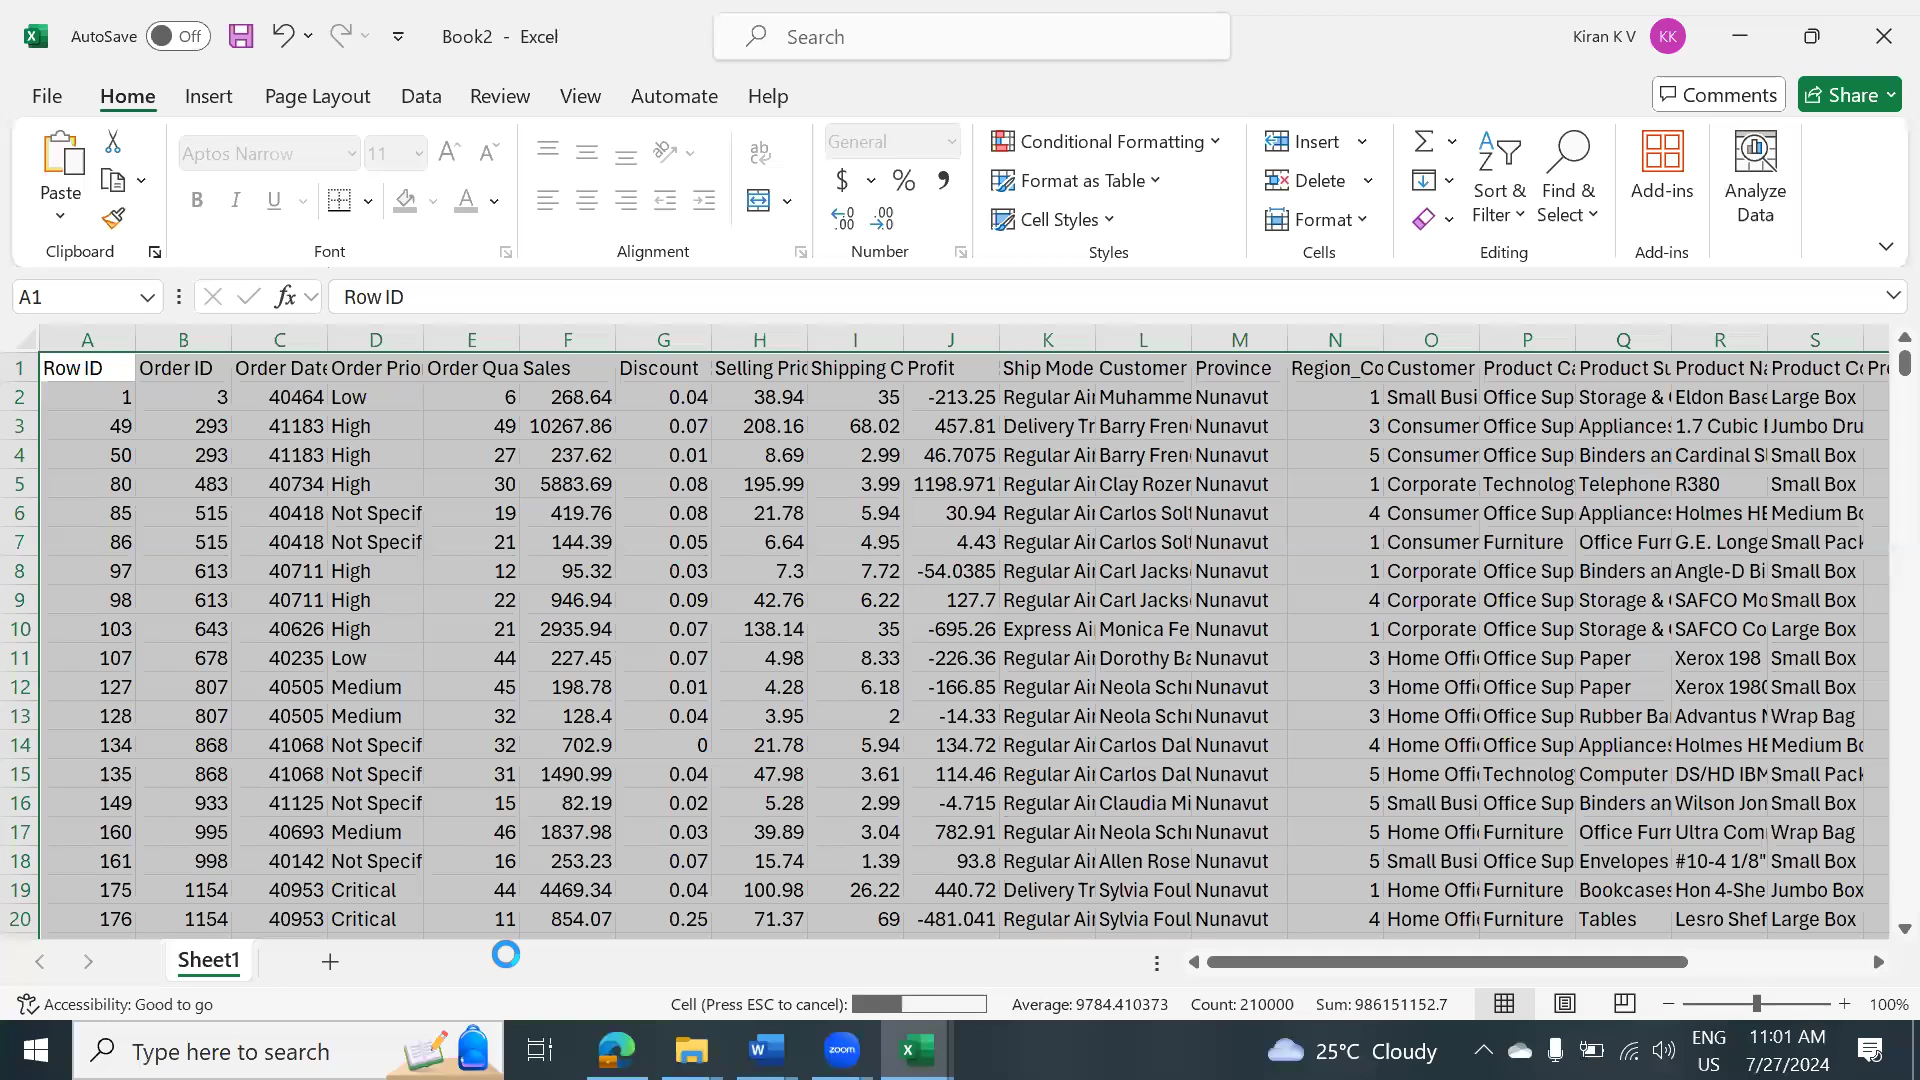 AutoSave Off Book2 - Excel Search Kiran K V KK
File Home Insert Page Layout Data Review View Automate Help Comments Share
Paste Aptos Narrow 11 General Conditional Formatting Insert
B I U $ % Format as Table Delete Sort & Filter Find & Select Add-ins Analyze Data
Cell Styles Format
Clipboard Font Alignment Number Styles Cells Editing Add-ins
A1 fx Row ID
A B C D E F G H I J K L M N O P Q R S
1 Row ID Order ID Order Date Order Prio Order Qua Sales Discount Selling Pric Shipping C Profit Ship Mode Customer Province Region_Co Customer Product Ca Product Su Product Na Product Co Pro
2 1 3 40464 Low 6 268.64 0.04 38.94 35 -213.25 Regular Air Muhamme Nunavut 1 Small Busi Office Sup Storage & Eldon Base Large Box
3 49 293 41183 High 49 10267.86 0.07 208.16 68.02 457.81 Delivery Tr Barry Fren Nunavut 3 Consumer Office Sup Appliances 1.7 Cubic Jumbo Dru
4 50 293 41183 High 27 237.62 0.01 8.69 2.99 46.7075 Regular Air Barry Fren Nunavut 5 Consumer Office Sup Binders an Cardinal Sl Small Box
5 80 483 40734 High 30 5883.69 0.08 195.99 3.99 1198.971 Regular Air Clay Rozer Nunavut 1 Corporate Technolog Telephone R380 Small Box
6 85 515 40418 Not Specif 19 419.76 0.08 21.78 5.94 30.94 Regular Air Carlos Solt Nunavut 4 Consumer Office Sup Appliances Holmes HE Medium Bo
7 86 515 40418 Not Specif 21 144.39 0.05 6.64 4.95 4.43 Regular Air Carlos Solt Nunavut 1 Consumer Furniture Office Furr G.E. Longe Small Pack
8 97 613 40711 High 12 95.32 0.03 7.3 7.72 -54.0385 Regular Air Carl Jacks Nunavut 1 Corporate Office Sup Binders an Angle-D Bi Small Box
9 98 613 40711 High 22 946.94 0.09 42.76 6.22 127.7 Regular Air Carl Jacks Nunavut 4 Corporate Office Sup Storage & SAFCO Mo Small Box
10 103 643 40626 High 21 2935.94 0.07 138.14 35 -695.26 Express Air Monica Fe Nunavut 1 Corporate Office Sup Storage & SAFCO Co Large Box
11 107 678 40235 Low 44 227.45 0.07 4.98 8.33 -226.36 Regular Air Dorothy Ba Nunavut 3 Home Offi Office Sup Paper Xerox 198 Small Box
12 127 807 40505 Medium 45 198.78 0.01 4.28 6.18 -166.85 Regular Air Neola Schn Nunavut 3 Home Offi Office Sup Paper Xerox 1980 Small Box
13 128 807 40505 Medium 32 128.4 0.04 3.95 2 -14.33 Regular Air Neola Schn Nunavut 3 Home Offi Office Sup Rubber Ba Advantus Wrap Bag
14 134 868 41068 Not Specif 32 702.9 0 21.78 5.94 134.72 Regular Air Carlos Dal Nunavut 4 Home Offi Office Sup Appliances Holmes HE Medium Bo
15 135 868 41068 Not Specif 31 1490.99 0.04 47.98 3.61 114.46 Regular Air Carlos Dal Nunavut 5 Home Offi Technolog Computer DS/HD IBM Small Pack
16 149 933 41125 Not Specif 15 82.19 0.02 5.28 2.99 -4.715 Regular Air Claudia Mi Nunavut 5 Small Busi Office Sup Binders an Wilson Jon Small Box
17 160 995 40693 Medium 46 1837.98 0.03 39.89 3.04 782.91 Regular Air Neola Schn Nunavut 5 Home Offi Furniture Office Furr Ultra Com Wrap Bag
18 161 998 40142 Not Specif 16 253.23 0.07 15.74 1.39 93.8 Regular Air Allen Rose Nunavut 5 Small Busi Office Sup Envelopes #10-4 1/8" Small Box
19 175 1154 40953 Critical 44 4469.34 0.04 100.98 26.22 440.72 Delivery Tr Sylvia Foul Nunavut 1 Home Offi Furniture Bookcases Hon 4-She Jumbo Box
20 176 1154 40953 Critical 11 854.07 0.25 71.37 69 -481.041 Regular Air Sylvia Foul Nunavut 4 Home Offi Furniture Tables Lesro Shef Large Box
Sheet1
Accessibility: Good to go Cell (Press ESC to cancel): Average: 9784.410373 Count: 210000 Sum: 986151152.7 100%
Type here to search zoom 25°C Cloudy ENG US 11:01 AM 7/27/2024